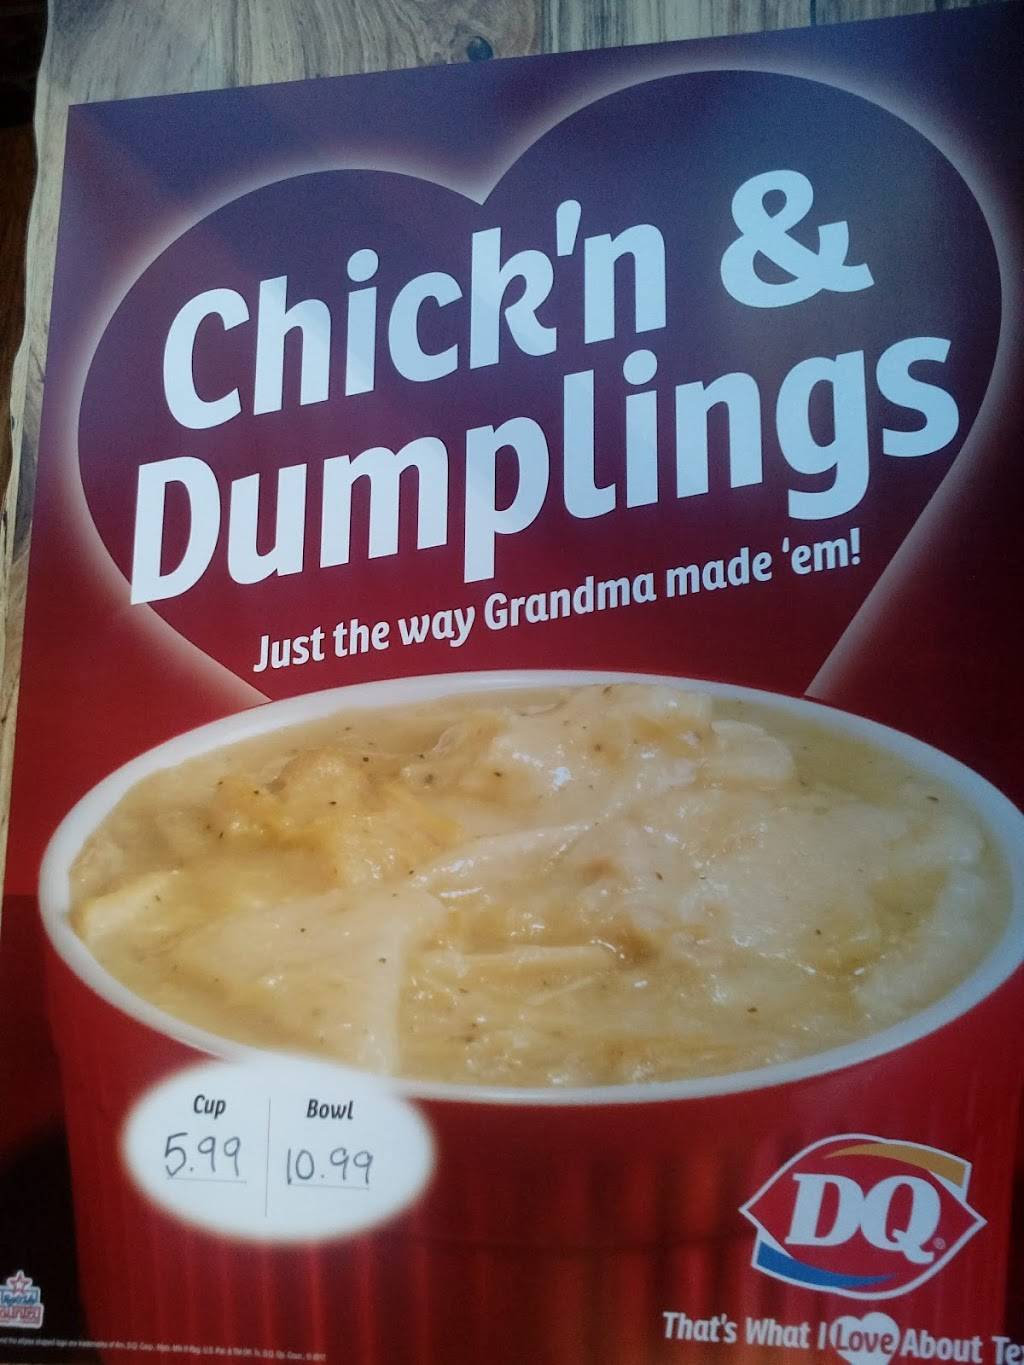 Chick'n &
Dumplings
Just the way Grandma made 'em!
Cup Bowl
5.99 10.99
DQ
That's What I Love About Te